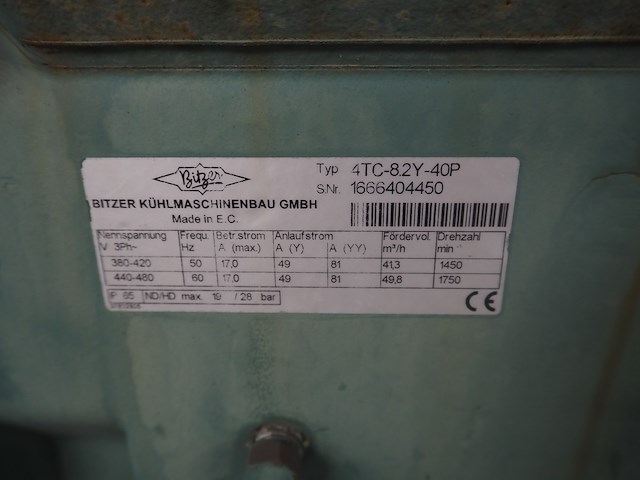 Bitzer
Typ 4TC-8.2Y-40P
S.Nr. 1666404450
BITZER KÜHLMASCHINENBAU GMBH
Made in E.C.
Nennspannung Frequ. Betr.strom Anlaufstrom Fördervol. Drehzahl
V 3Ph~ Hz A (max.) A (Y) A (YY) m³/h min
380-420 50 17,0 49 81 41,3 1450
440-480 60 17,0 49 81 49,8 1750
IP 65 ND/HD max. 19 / 28 bar
CE